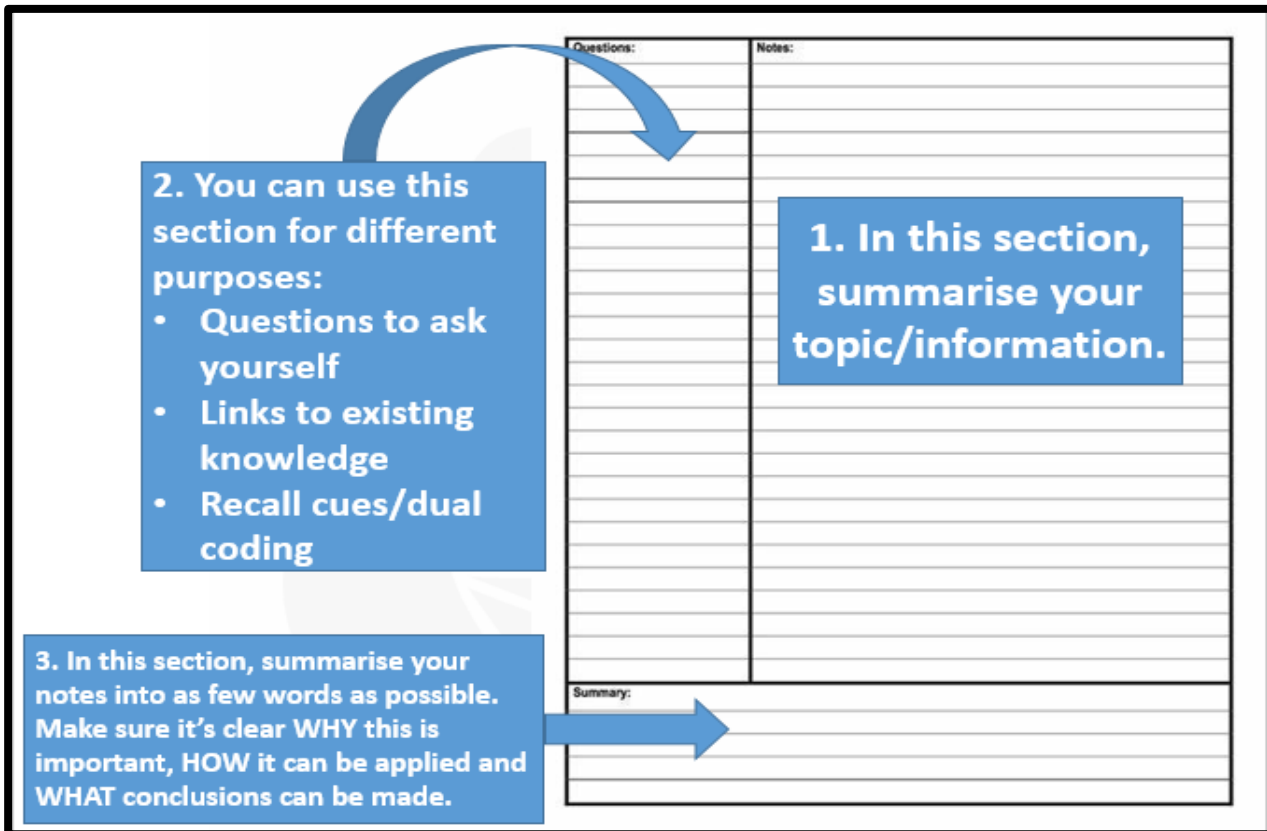 Questions:
Notes:
2. You can use this
section for different
purposes:
• Questions to ask
yourself
• Links to existing
knowledge
• Recall cues/dual
coding
1. In this section,
summarise your
topic/information.
3. In this section, summarise your
notes into as few words as possible.
Make sure it’s clear WHY this is
important, HOW it can be applied and
WHAT conclusions can be made.
Summary: